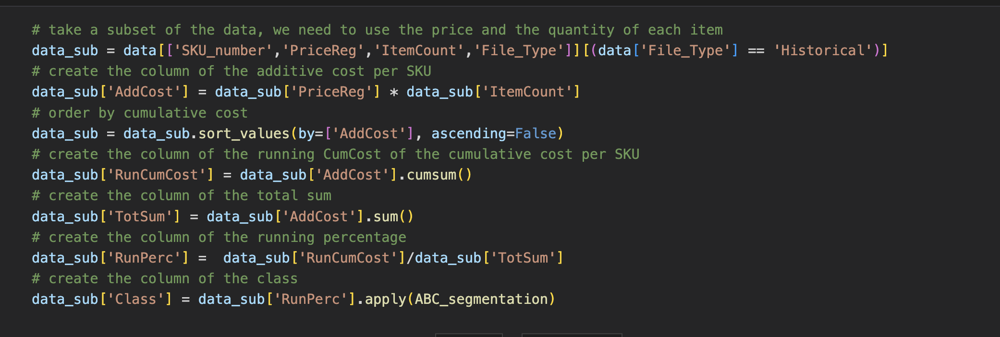 # take a subset of the data, we need to use the price and the quantity of each item
data_sub = data[['SKU_number','PriceReg','ItemCount','File_Type']][(data['File_Type'] == 'Historical')]
# create the column of the additive cost per SKU
data_sub['AddCost'] = data_sub['PriceReg'] * data_sub['ItemCount']
# order by cumulative cost
data_sub = data_sub.sort_values(by=['AddCost'], ascending=False)
# create the column of the running CumCost of the cumulative cost per SKU
data_sub['RunCumCost'] = data_sub['AddCost'].cumsum()
# create the column of the total sum
data_sub['TotSum'] = data_sub['AddCost'].sum()
# create the column of the running percentage
data_sub['RunPerc'] =  data_sub['RunCumCost']/data_sub['TotSum']
# create the column of the class
data_sub['Class'] = data_sub['RunPerc'].apply(ABC_segmentation)